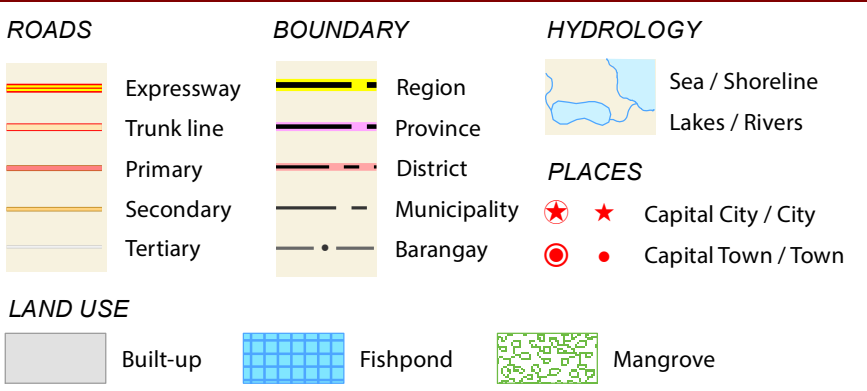 ROADS
Expressway
Trunk line
Primary
Secondary
Tertiary
BOUNDARY
Region
Province
District
Municipality
Barangay
HYDROLOGY
Sea / Shoreline
Lakes / Rivers
PLACES
Capital City / City
Capital Town / Town
LAND USE
Built-up
Fishpond
Mangrove